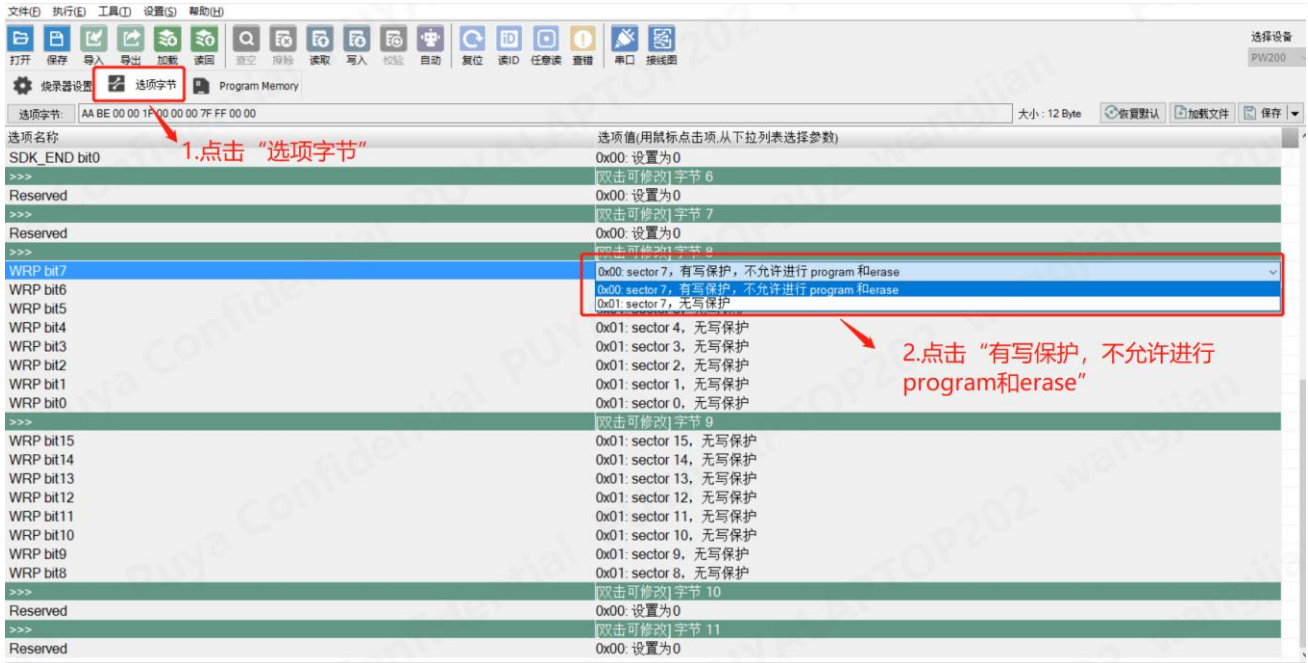 文件(F) 执行(E) 工具(T) 设置(S) 帮助(H)
打开 保存 导入 导出 加载 读回 查空 擦除 读取 写入 校验 自动 复位 读ID 任意读 查错 串口 接线图
选择设备
PW200
烧录器设置 选项字节 Program Memory
选项字节: AA BE 00 00 1F 00 00 00 7F FF 00 00 大小 : 12 Byte 恢复默认 加载文件 保存
选项名称 选项值(用鼠标点击项,从下拉列表选择参数)
1.点击“选项字节”
SDK_END bit0 0x00: 设置为0
>>> [双击可修改] 字节 6
Reserved 0x00: 设置为0
>>> [双击可修改] 字节 7
Reserved 0x00: 设置为0
>>> [双击可修改] 字节 8
WRP bit7 0x00: sector 7，有写保护，不允许进行 program 和erase
WRP bit6 0x00: sector 7，有写保护，不允许进行 program 和erase
WRP bit5 0x01: sector 7，无写保护
WRP bit4 0x01: sector 4，无写保护
WRP bit3 0x01: sector 3，无写保护
WRP bit2 0x01: sector 2，无写保护
WRP bit1 0x01: sector 1，无写保护
WRP bit0 0x01: sector 0，无写保护
2.点击“有写保护，不允许进行
program和erase”
>>> [双击可修改] 字节 9
WRP bit15 0x01: sector 15，无写保护
WRP bit14 0x01: sector 14，无写保护
WRP bit13 0x01: sector 13，无写保护
WRP bit12 0x01: sector 12，无写保护
WRP bit11 0x01: sector 11，无写保护
WRP bit10 0x01: sector 10，无写保护
WRP bit9 0x01: sector 9，无写保护
WRP bit8 0x01: sector 8，无写保护
>>> [双击可修改] 字节 10
Reserved 0x00: 设置为0
>>> [双击可修改] 字节 11
Reserved 0x00: 设置为0
Puya Confidential
PUYALAPTOP202 wangjian